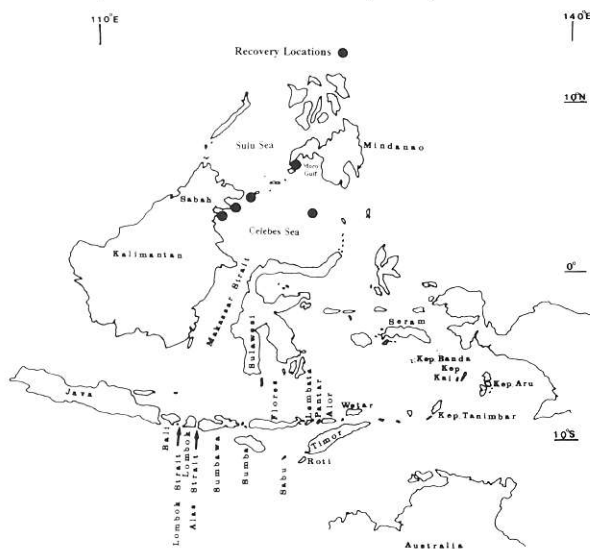 110°E
140°E
Recovery Locations
10°N
Sulu Sea
Mindanao
Moro
Gulf
Sabah
Celebes Sea
Kalimantan
0°
Makassar Strait
Sulawesi
Seram
Kep. Banda
Kep
Kai
Kep. Aru
Java
Flores
Lembata
Pantar
Alor
Wetar
Kep. Tanimbar
10°S
Bali
Lombok Strait
Lombok
Alas Strait
Sumbawa
Sumba
Sabu
Timor
Roti
Australia